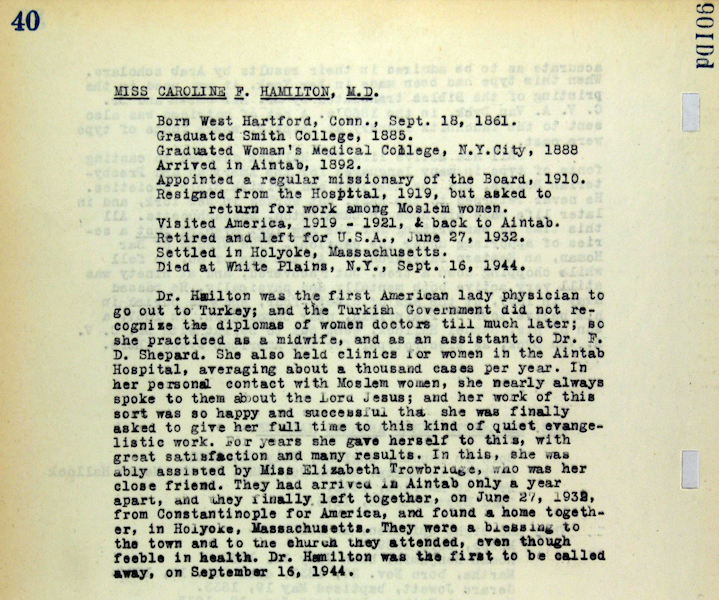 40
901Dd
MISS CAROLINE F. HAMILTON, M.D.
Born West Hartford, Conn., Sept. 18, 1861.
Graduated Smith College, 1885.
Graduated Woman's Medical College, N.Y.City, 1888
Arrived in Aintab, 1892.
Appointed a regular missionary of the Board, 1910.
Resigned from the Hospital, 1919, but asked to
return for work among Moslem women.
Visited America, 1919 - 1921, & back to Aintab.
Retired and left for U.S.A., June 27, 1932.
Settled in Holyoke, Massachusetts.
Died at White Plains, N.Y., Sept. 16, 1944.
Dr. Hamilton was the first American lady physician to
go out to Turkey; and the Turkish Government did not re-
cognize the diplomas of women doctors till much later; so
she practiced as a midwife, and as an assistant to Dr. F.
D. Shepard. She also held clinics for women in the Aintab
Hospital, averaging about a thousand cases per year. In
her personal contact with Moslem women, she nearly always
spoke to them about the Lord Jesus; and her work of this
sort was so happy and successful that she was finally
asked to give her full time to this kind of quiet evange-
listic work. For years she gave herself to this, with
great satisfaction and many results. In this, she was
ably assisted by Miss Elizabeth Trowbridge, who was her
close friend. They had arrived in Aintab only a year
apart, and they finally left together, on June 27, 1932,
from Constantinople for America, and found a home togeth-
er, in Holyoke, Massachusetts. They were a blessing to
the town and to the church they attended, even though
feeble in health. Dr. Hamilton was the first to be called
away, on September 16, 1944.